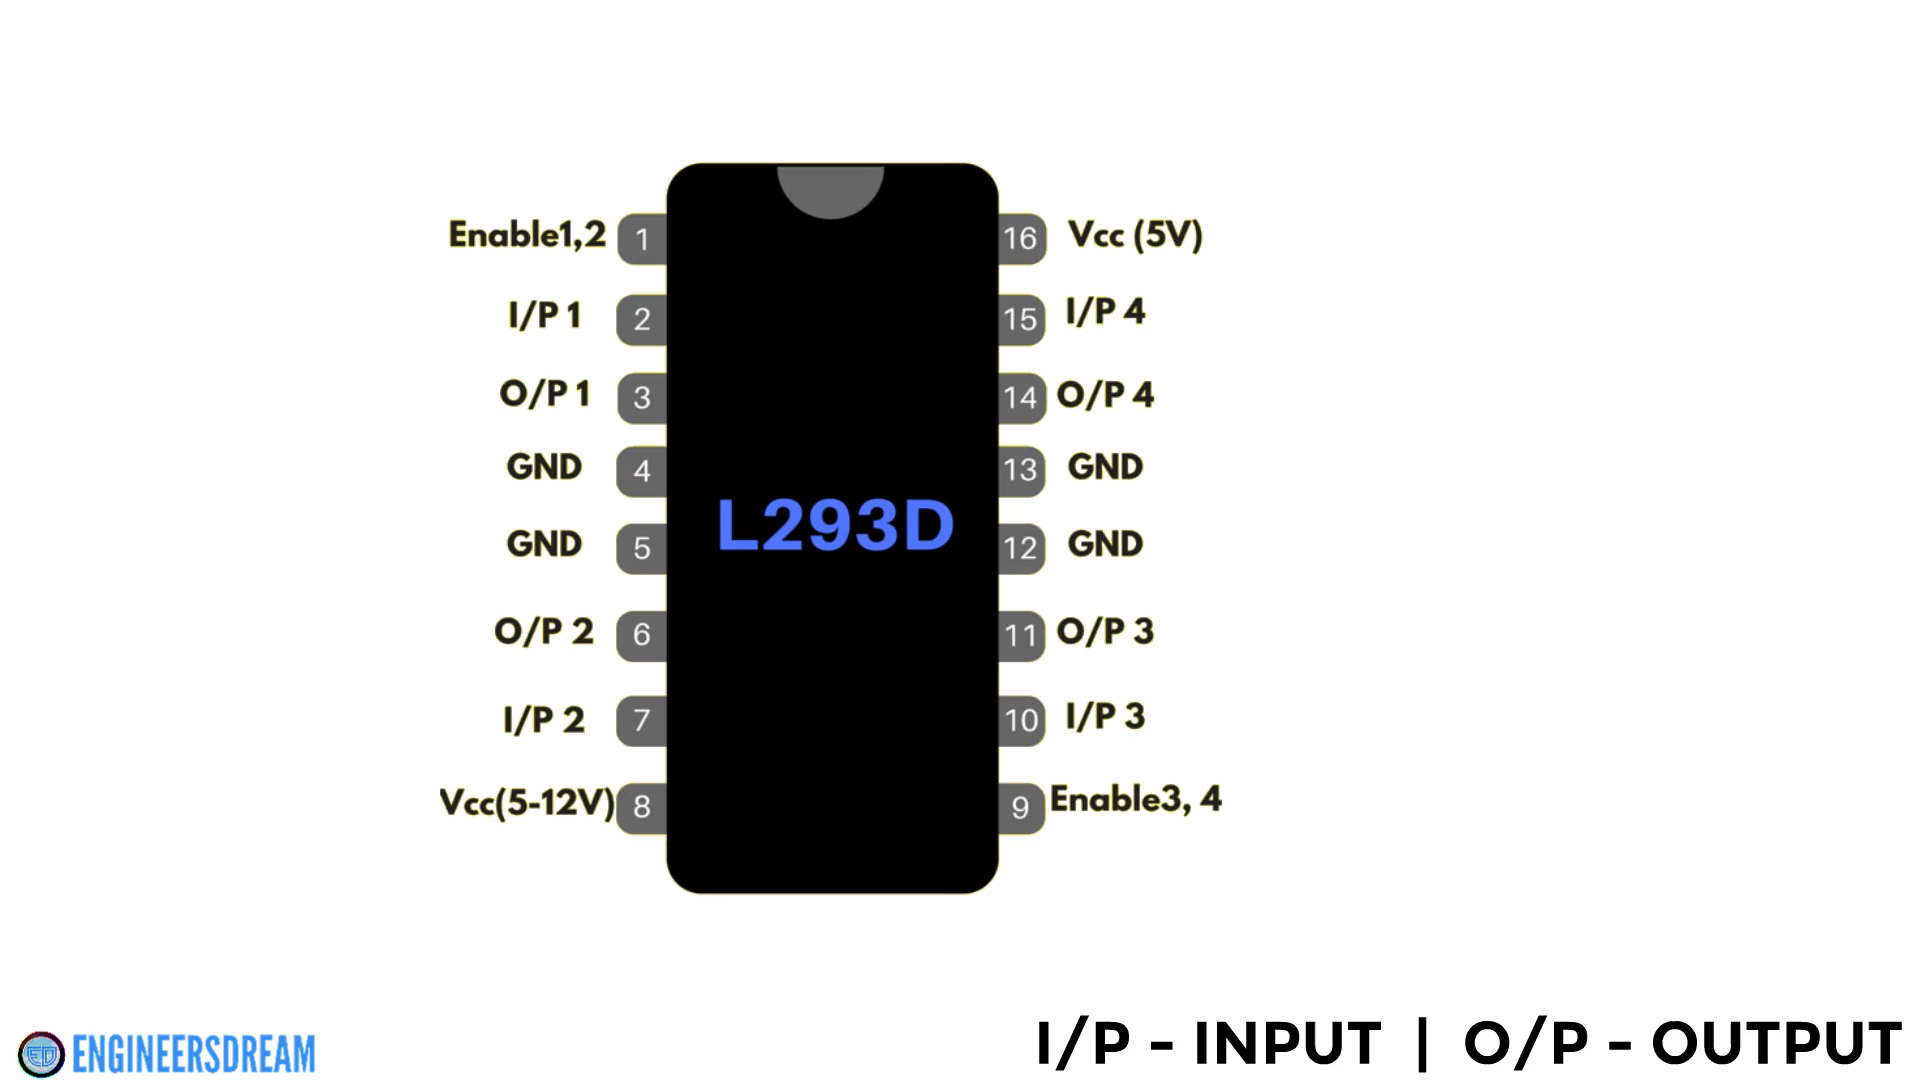 Enable1,2 1 16 Vcc (5V)
I/P 1 2 15 I/P 4
O/P 1 3 14 O/P 4
GND 4 13 GND
L293D
GND 5 12 GND
O/P 2 6 11 O/P 3
I/P 2 7 10 I/P 3
Vcc(5-12V) 8 9 Enable3, 4
I/P - INPUT | O/P - OUTPUT
ED ENGINEERSDREAM